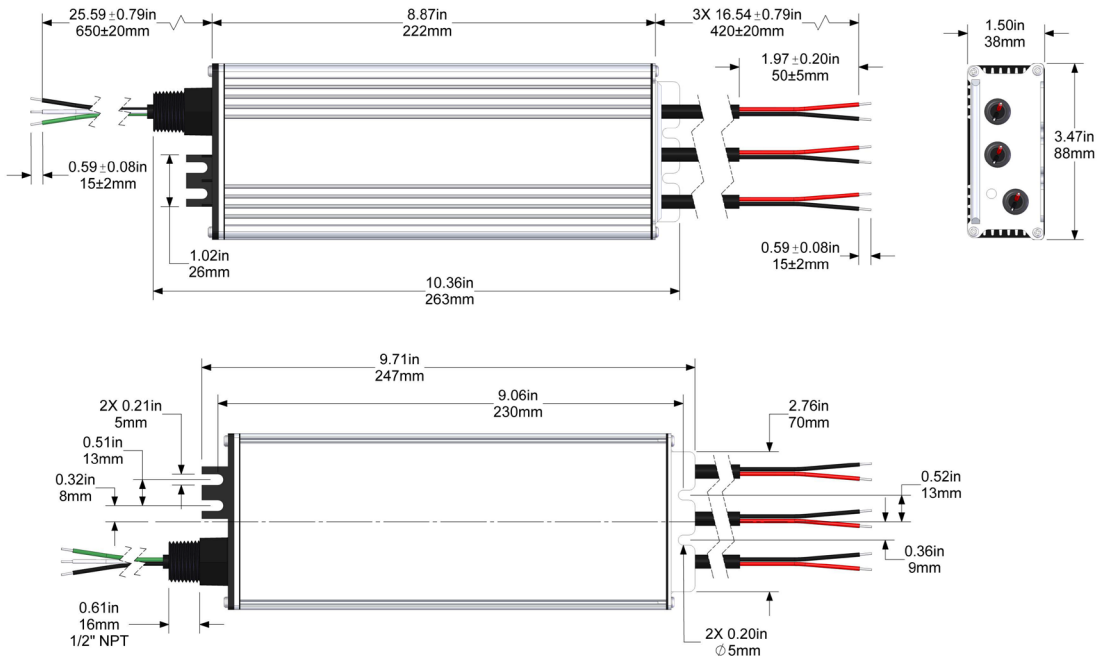 25.59±0.79in
650±20mm
8.87in
222mm
3X 16.54±0.79in
420±20mm
1.97±0.20in
50±5mm
1.50in
38mm
3.47in
88mm
0.59±0.08in
15±2mm
1.02in
26mm
0.59±0.08in
15±2mm
10.36in
263mm
9.71in
247mm
9.06in
230mm
2X 0.21in
5mm
0.51in
13mm
0.32in
8mm
2.76in
70mm
0.52in
13mm
0.36in
9mm
0.61in
16mm
1/2" NPT
2X 0.20in
∅5mm